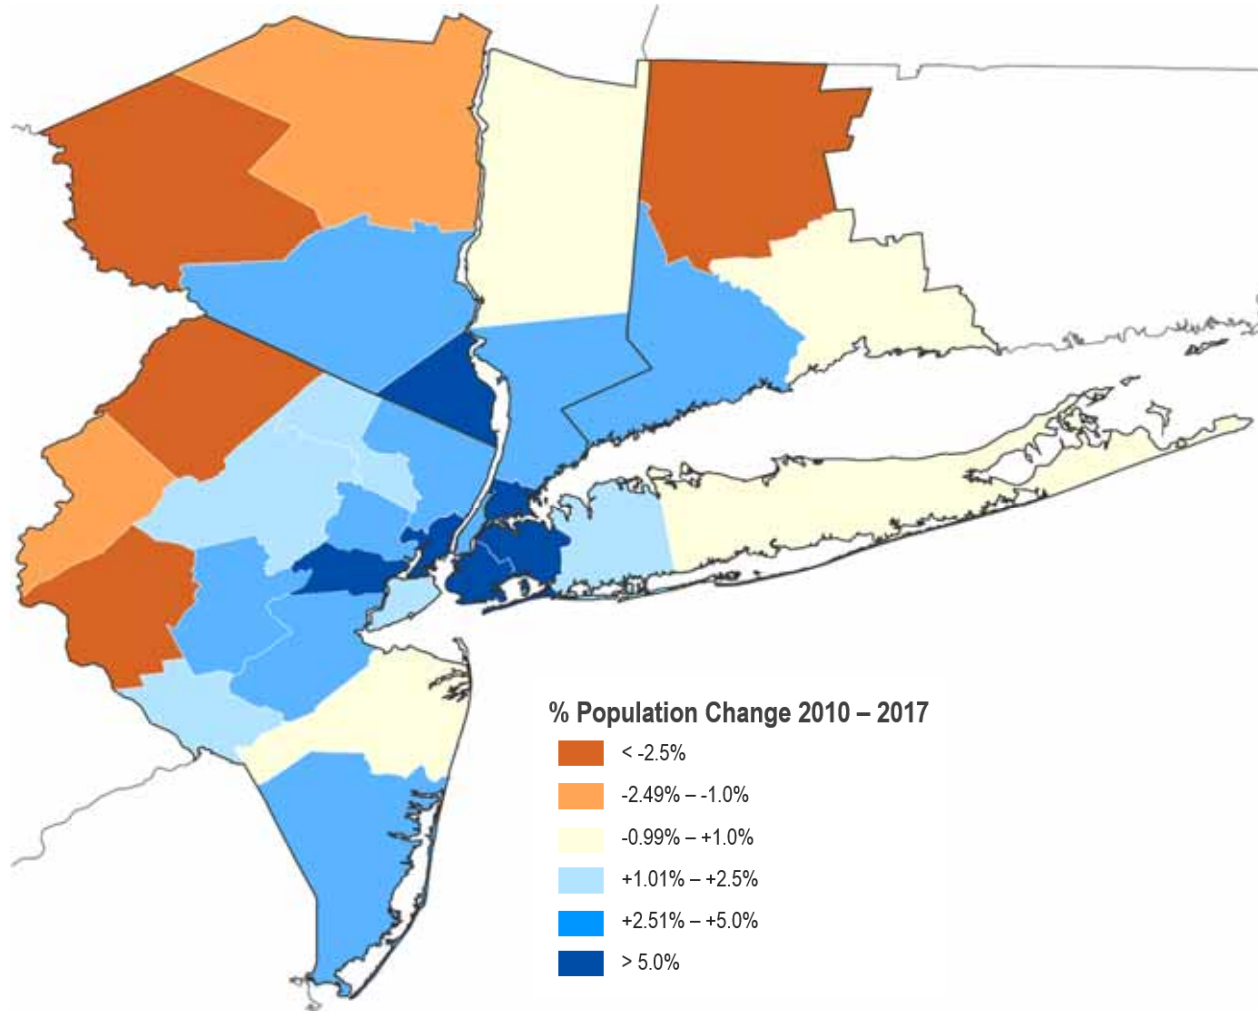 % Population Change 2010 – 2017
< -2.5%
-2.49% – -1.0%
-0.99% – +1.0%
+1.01% – +2.5%
+2.51% – +5.0%
> 5.0%